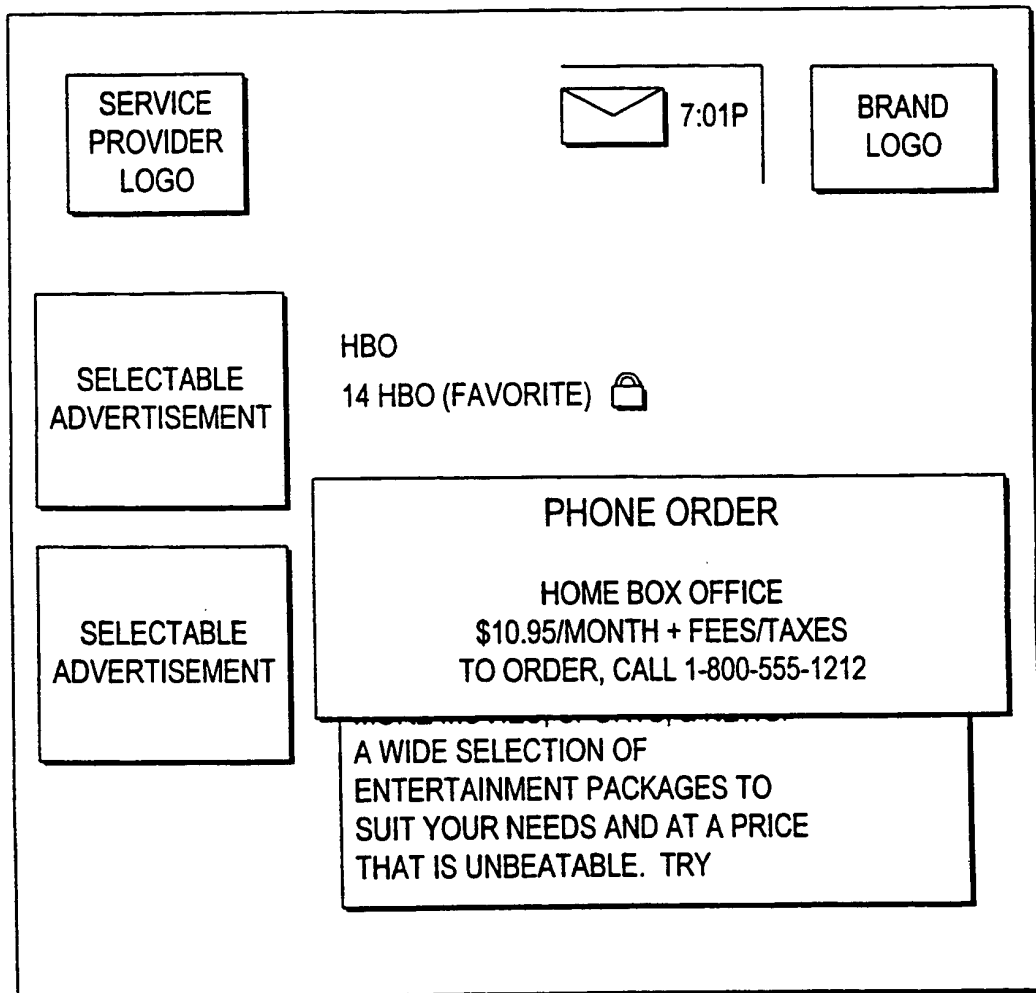 SERVICE
PROVIDER
LOGO
7:01P
BRAND
LOGO
SELECTABLE
ADVERTISEMENT
HBO
14 HBO (FAVORITE)
PHONE ORDER
HOME BOX OFFICE
$10.95/MONTH + FEES/TAXES
TO ORDER, CALL 1-800-555-1212
SELECTABLE
ADVERTISEMENT
A WIDE SELECTION OF
ENTERTAINMENT PACKAGES TO
SUIT YOUR NEEDS AND AT A PRICE
THAT IS UNBEATABLE. TRY